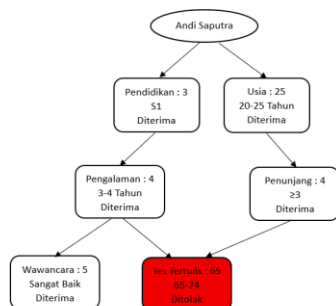 Andi Saputra
Pendidikan : 3
S1
Diterima
Usia : 25
20-25 Tahun
Diterima
Pengalaman : 4
3-4 Tahun
Diterima
Penunjang : 4
≥3
Diterima
Wawancara : 5
Sangat Baik
Diterima
Tes Tertulis : 65
65-74
Ditolak